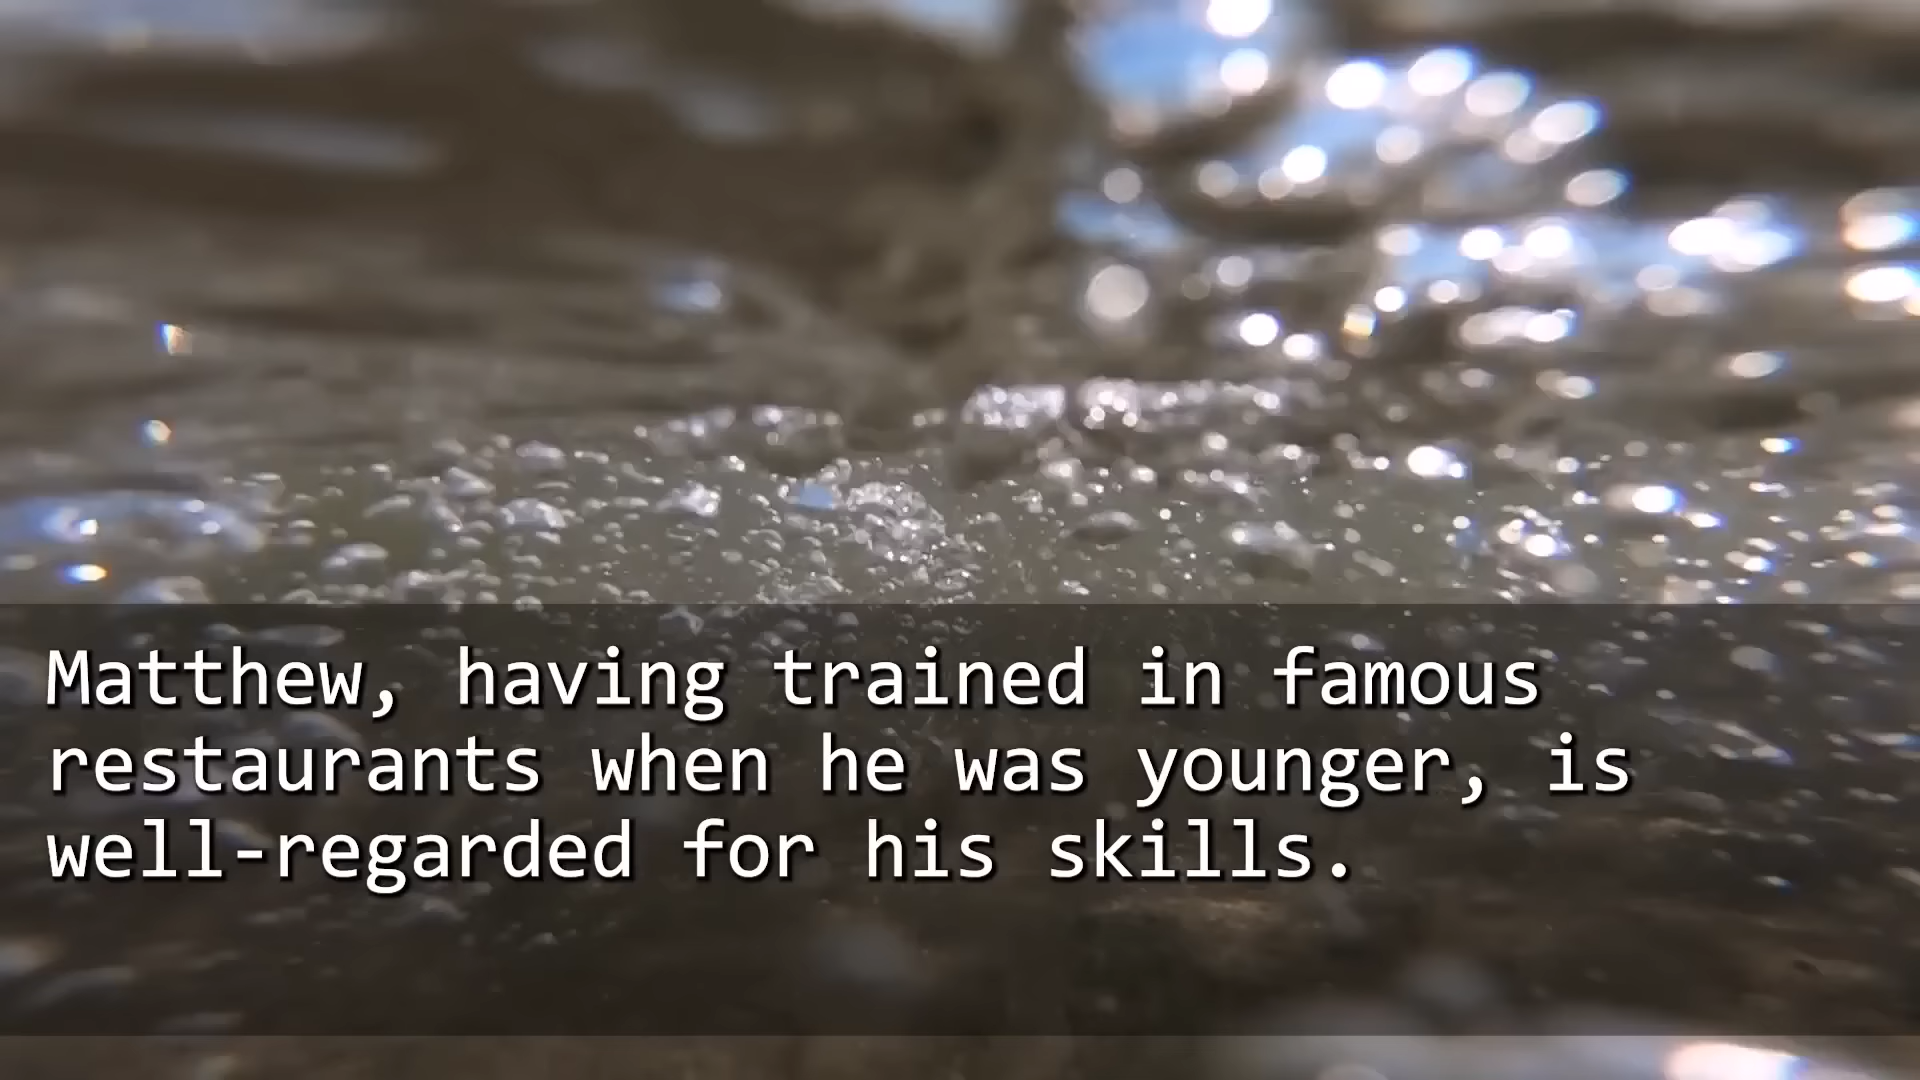 Matthew, having trained in famous
restaurants when he was younger, is
well-regarded for his skills.